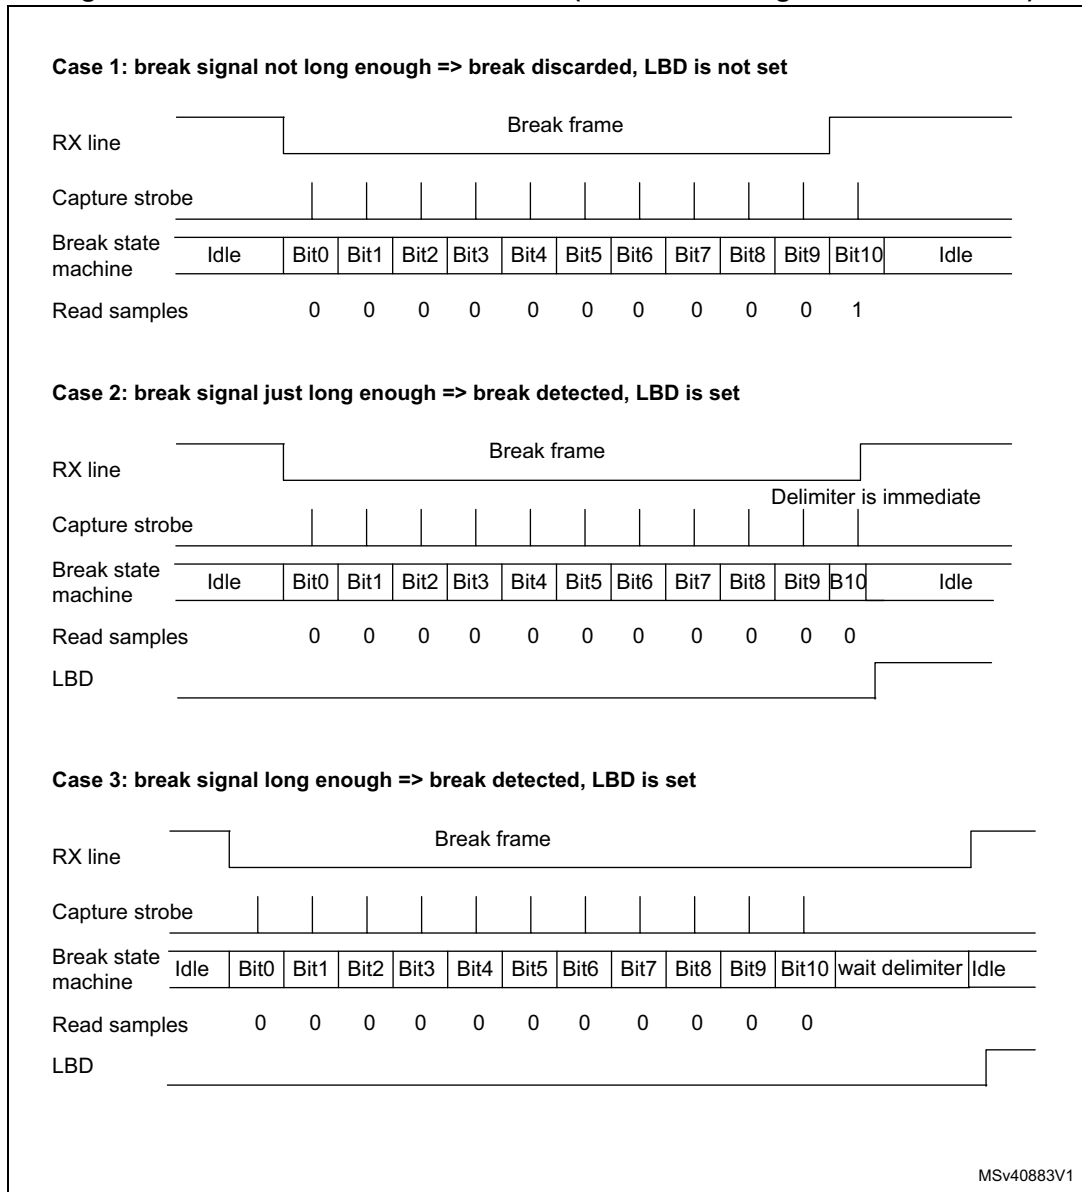 Case 1: break signal not long enough => break discarded, LBD is not set
Break frame
RX line
Capture strobe
Break state machine Idle Bit0 Bit1 Bit2 Bit3 Bit4 Bit5 Bit6 Bit7 Bit8 Bit9 Bit10 Idle
Read samples 0 0 0 0 0 0 0 0 0 0 1
Case 2: break signal just long enough => break detected, LBD is set
Break frame
RX line
Delimiter is immediate
Capture strobe
Break state machine Idle Bit0 Bit1 Bit2 Bit3 Bit4 Bit5 Bit6 Bit7 Bit8 Bit9 B10 Idle
Read samples 0 0 0 0 0 0 0 0 0 0 0
LBD
Case 3: break signal long enough => break detected, LBD is set
Break frame
RX line
Capture strobe
Break state machine Idle Bit0 Bit1 Bit2 Bit3 Bit4 Bit5 Bit6 Bit7 Bit8 Bit9 Bit10 wait delimiter Idle
Read samples 0 0 0 0 0 0 0 0 0 0 0
LBD
MSv40883V1